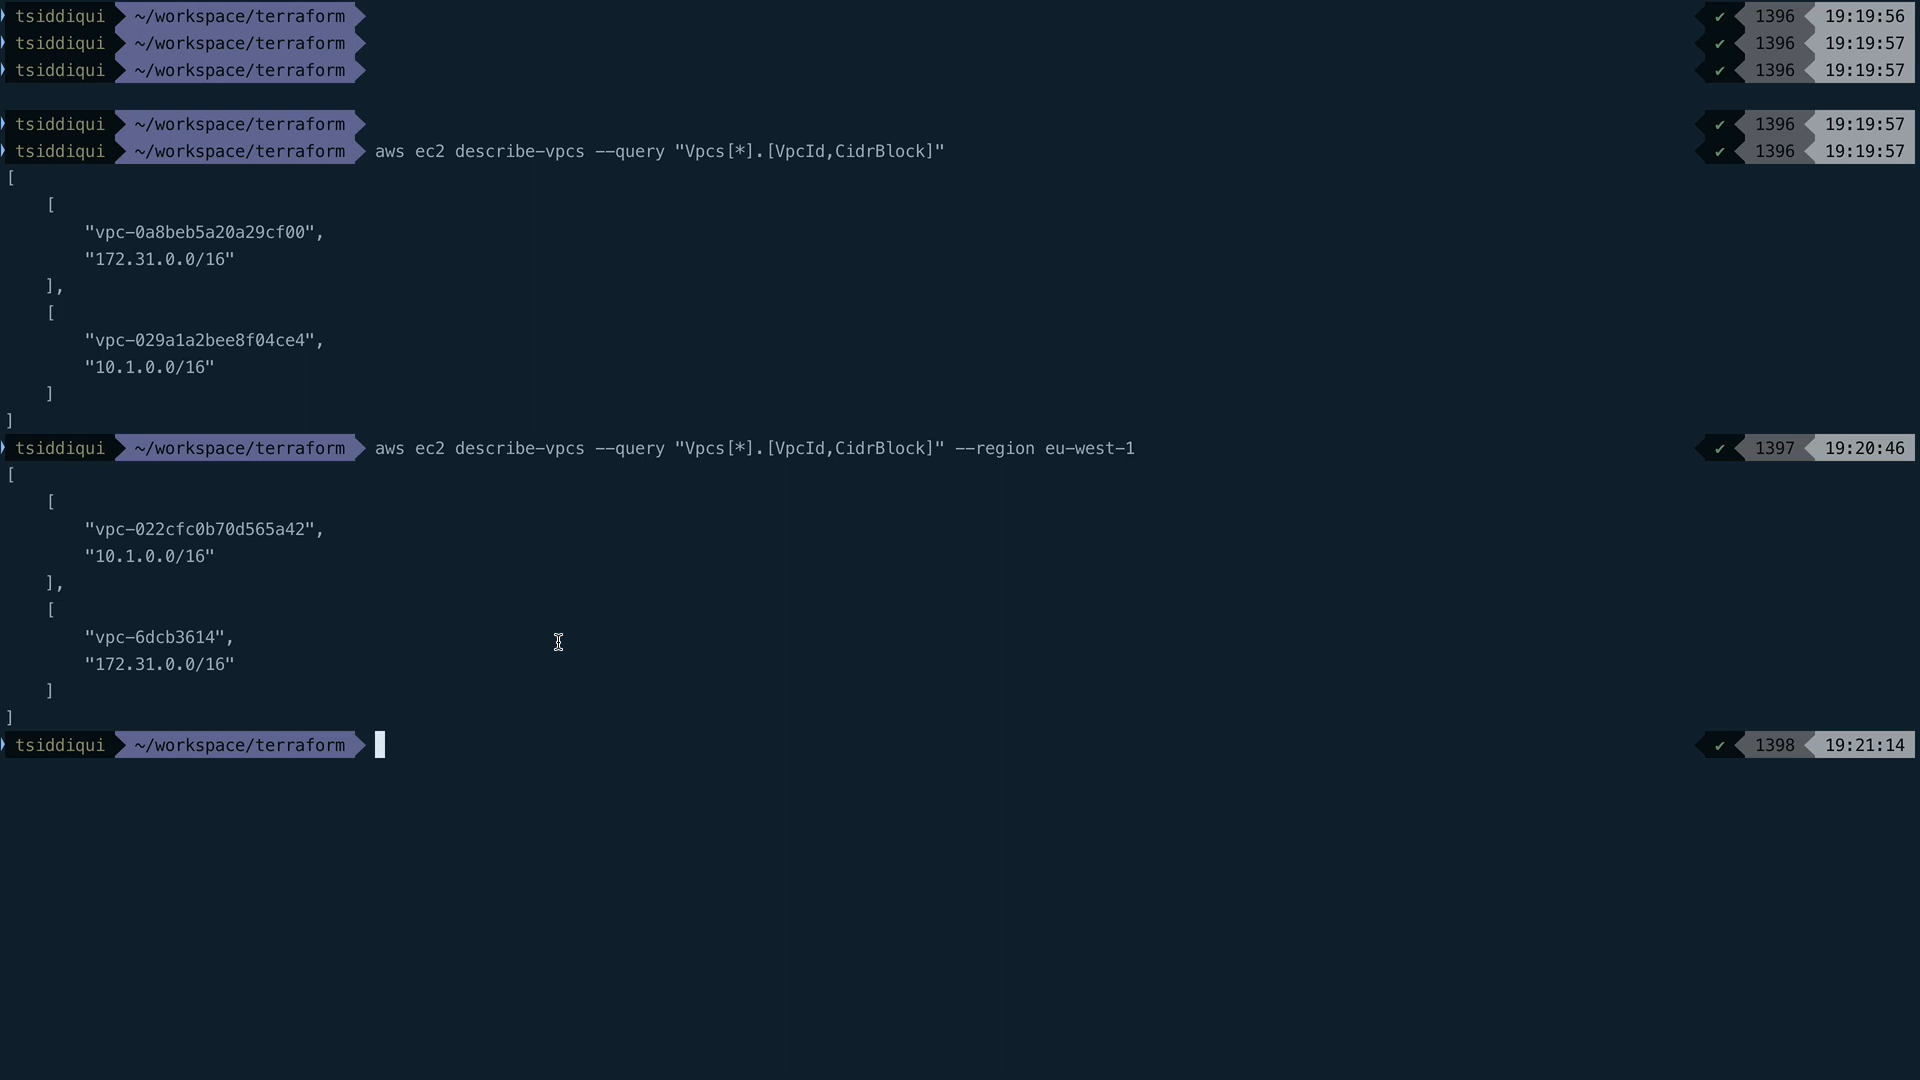 tsiddiqui ~/workspace/terraform ✔ 1396 19:19:56
tsiddiqui ~/workspace/terraform ✔ 1396 19:19:57
tsiddiqui ~/workspace/terraform ✔ 1396 19:19:57
tsiddiqui ~/workspace/terraform ✔ 1396 19:19:57
tsiddiqui ~/workspace/terraform aws ec2 describe-vpcs --query "Vpcs[*].[VpcId,CidrBlock]" ✔ 1396 19:19:57
[
    [
        "vpc-0a8beb5a20a29cf00",
        "172.31.0.0/16"
    ],
    [
        "vpc-029a1a2bee8f04ce4",
        "10.1.0.0/16"
    ]
]
tsiddiqui ~/workspace/terraform aws ec2 describe-vpcs --query "Vpcs[*].[VpcId,CidrBlock]" --region eu-west-1 ✔ 1397 19:20:46
[
    [
        "vpc-022cfc0b70d565a42",
        "10.1.0.0/16"
    ],
    [
        "vpc-6dcb3614",
        "172.31.0.0/16"
    ]
]
tsiddiqui ~/workspace/terraform ✔ 1398 19:21:14